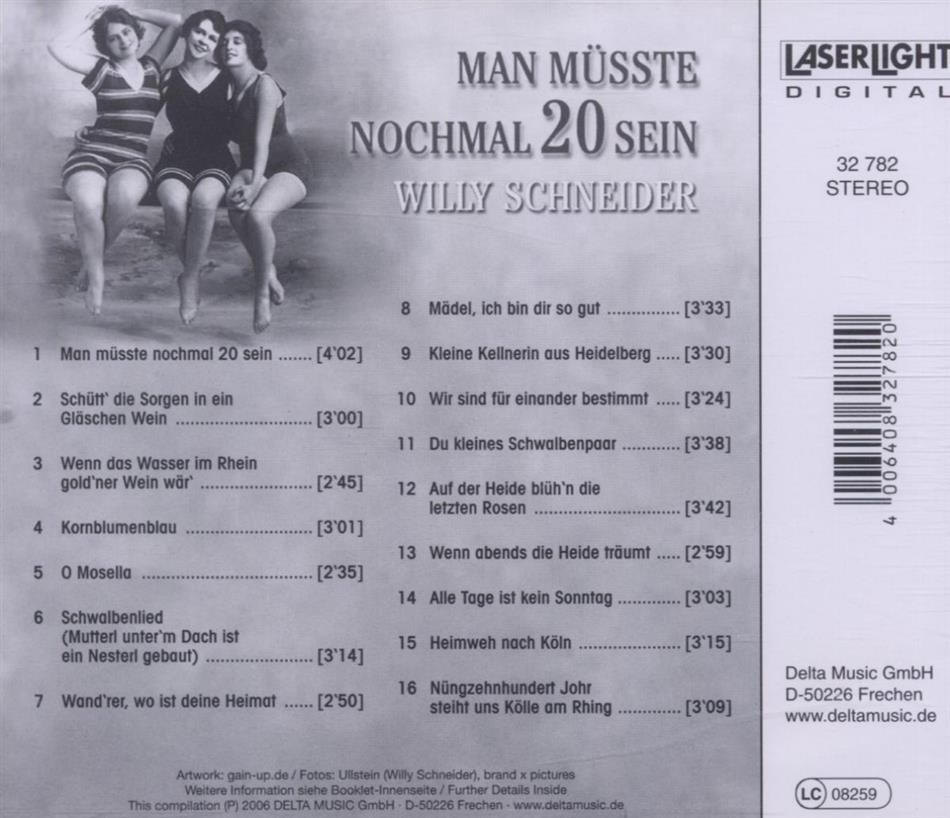 MAN MÜSSTE
NOCHMAL 20 SEIN
WILLY SCHNEIDER
1 Man müsste nochmal 20 sein ....... [4‘02]
2 Schütt‘ die Sorgen in ein
Gläschen Wein ............................ [3‘00]
3 Wenn das Wasser im Rhein
gold‘ner Wein wär‘ ....................... [2‘45]
4 Kornblumenblau .......................... [3‘01]
5 O Mosella ................................... [2‘35]
6 Schwalbenlied
(Mutterl unter‘m Dach ist
ein Nesterl gebaut) ...................... [3‘14]
7 Wand‘rer, wo ist deine Heimat ...... [2‘50]
8 Mädel, ich bin dir so gut ............... [3‘33]
9 Kleine Kellnerin aus Heidelberg ..... [3‘30]
10 Wir sind für einander bestimmt ..... [3‘24]
11 Du kleines Schwalbenpaar ............ [3‘38]
12 Auf der Heide blüh‘n die
letzten Rosen .............................. [3‘42]
13 Wenn abends die Heide träumt ..... [2‘59]
14 Alle Tage ist kein Sonntag ............. [3‘03]
15 Heimweh nach Köln ..................... [3‘15]
16 Nüngzehnhundert Johr
steiht uns Kölle am Rhing ............. [3‘09]
Artwork: gain-up.de / Fotos: Ullstein (Willy Schneider), brand x pictures
Weitere Information siehe Booklet-Innenseite / Further Details Inside
This compilation (P) 2006 DELTA MUSIC GmbH · D-50226 Frechen · www.deltamusic.de
LASERLIGHT
DIGITAL
32 782
STEREO
4 006408 327820
Delta Music GmbH
D-50226 Frechen
www.deltamusic.de
LC 08259